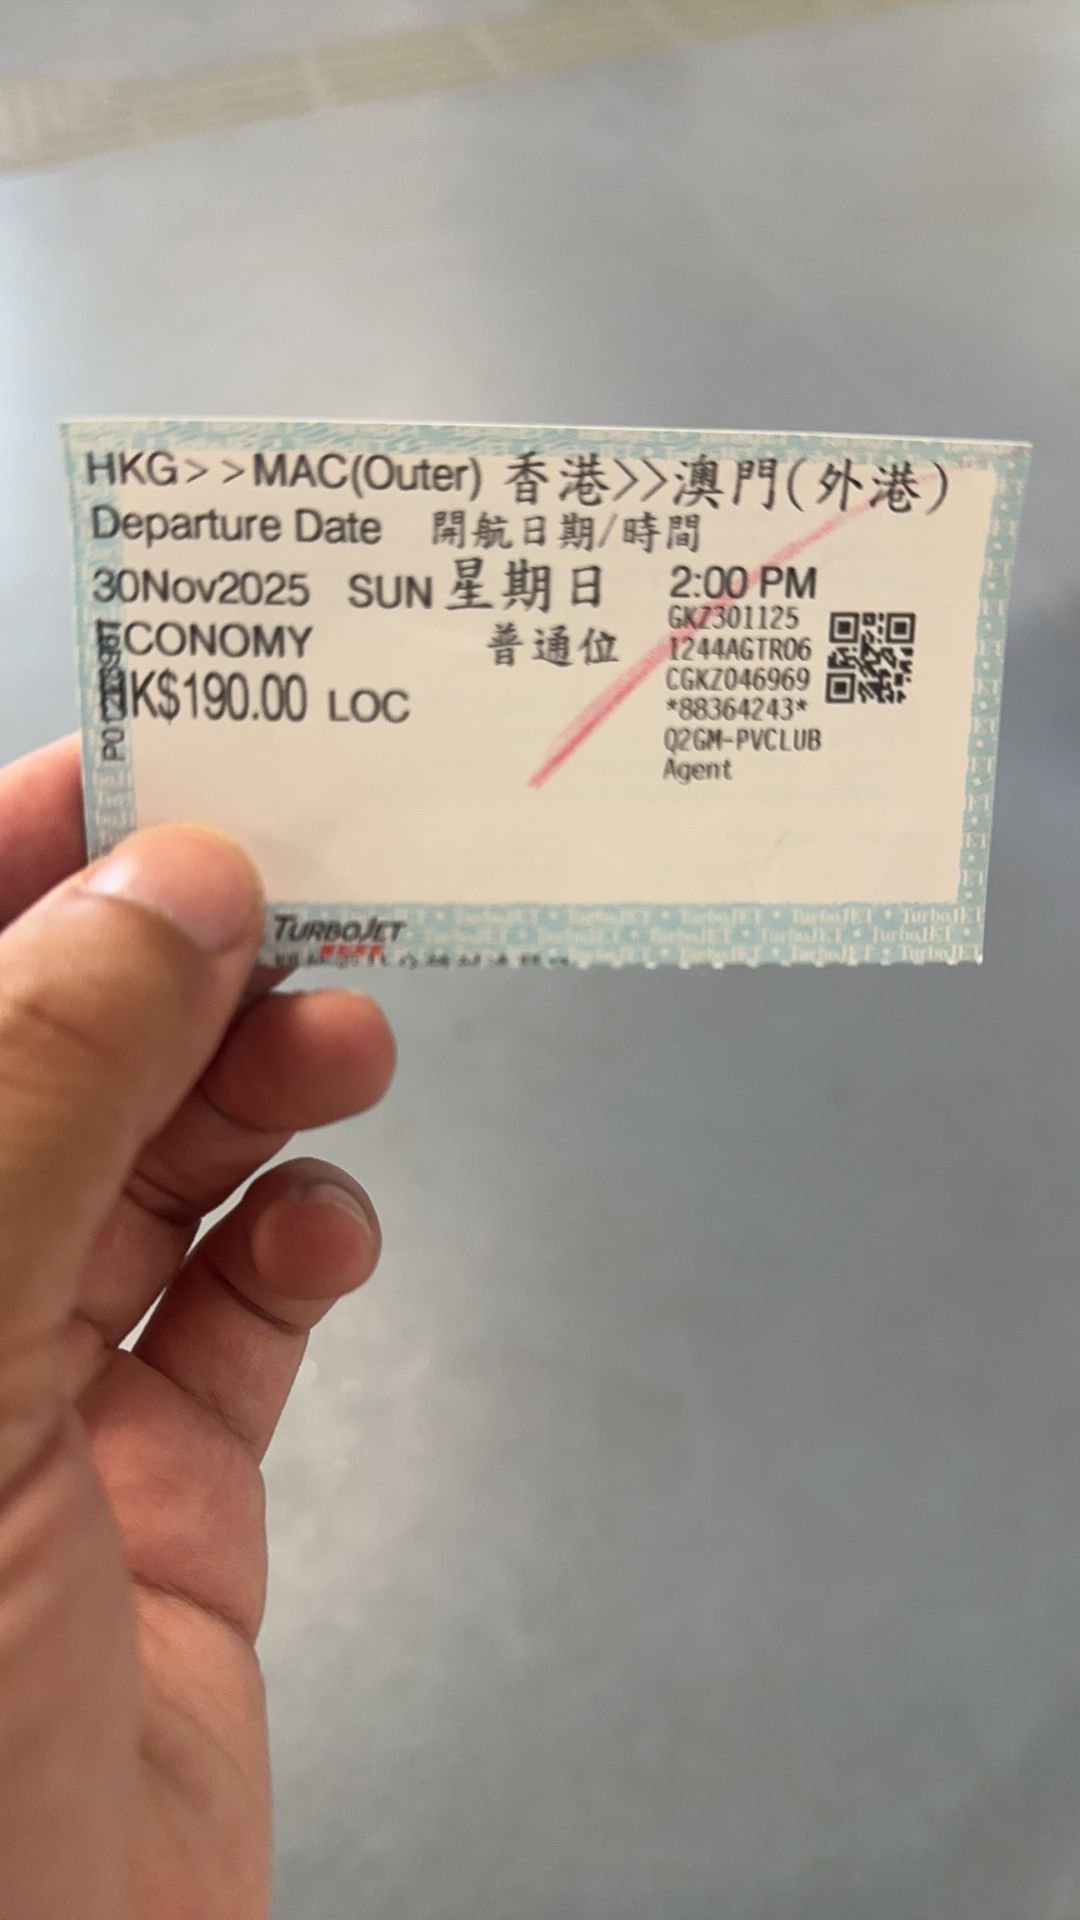 HKG>>MAC(Outer) 香港>>澳門(外港)
Departure Date 開航日期/時間
30Nov2025 SUN 星期日 2:00 PM
CONOMY 普通位
K$190.00 LOC
GKZ301125
1244AGTR06
CGKZ046969
*88364243*
Q2GM-PVCLUB
Agent
TURBOJET
TurboJET